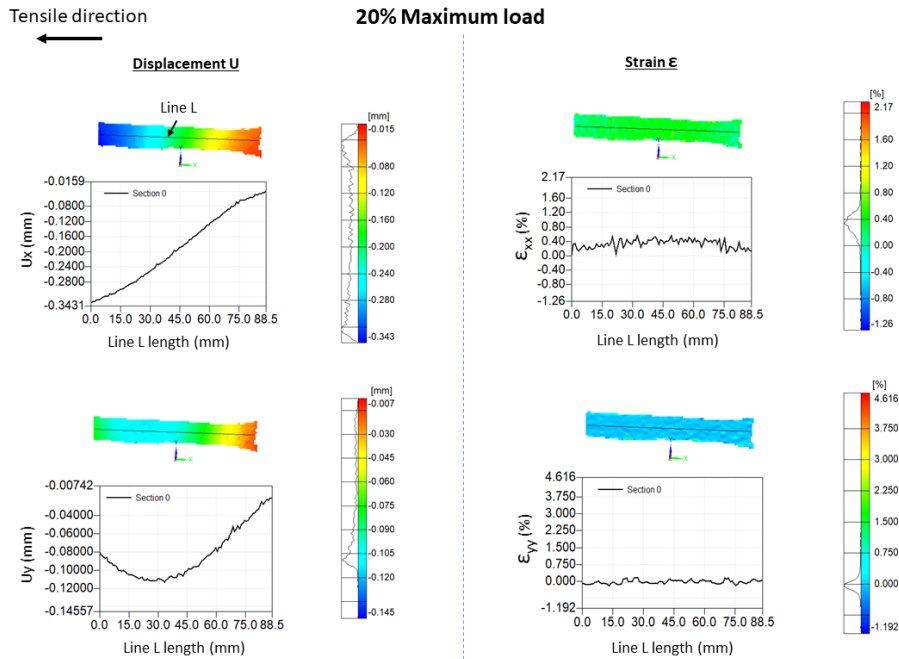 Tensile direction
20% Maximum load
Displacement U
Strain ε
Line L
[mm]
-0.015
-0.080
-0.120
-0.160
-0.200
-0.240
-0.280
-0.343
Y
X
-0.0159
-0.0800
-0.1200
-0.1600
-0.2000
-0.2400
-0.2800
-0.3431
Ux (mm)
Section 0
0.0 15.0 30.0 45.0 60.0 75.0 88.5
Line L length (mm)
[%]
2.17
1.60
1.20
0.80
0.40
0.00
-0.40
-0.80
-1.26
X
2.17
1.60
1.20
0.80
0.40
0.00
-0.40
-0.80
-1.26
εxx (%)
Section 0
0.0 15.0 30.0 45.0 60.0 75.0 88.5
Line L length (mm)
[mm]
-0.007
-0.030
-0.045
-0.060
-0.075
-0.090
-0.105
-0.120
-0.145
X
-0.00742
-0.04000
-0.06000
-0.08000
-0.10000
-0.12000
-0.14557
Uy (mm)
Section 0
0.0 15.0 30.0 45.0 60.0 75.0 88.5
Line L length (mm)
[%]
4.616
3.750
3.000
2.250
1.500
0.750
0.000
-1.192
X
4.616
3.750
3.000
2.250
1.500
0.750
0.000
-1.192
εyy (%)
Section 0
0.0 15.0 30.0 45.0 60.0 75.0 88.5
Line L length (mm)